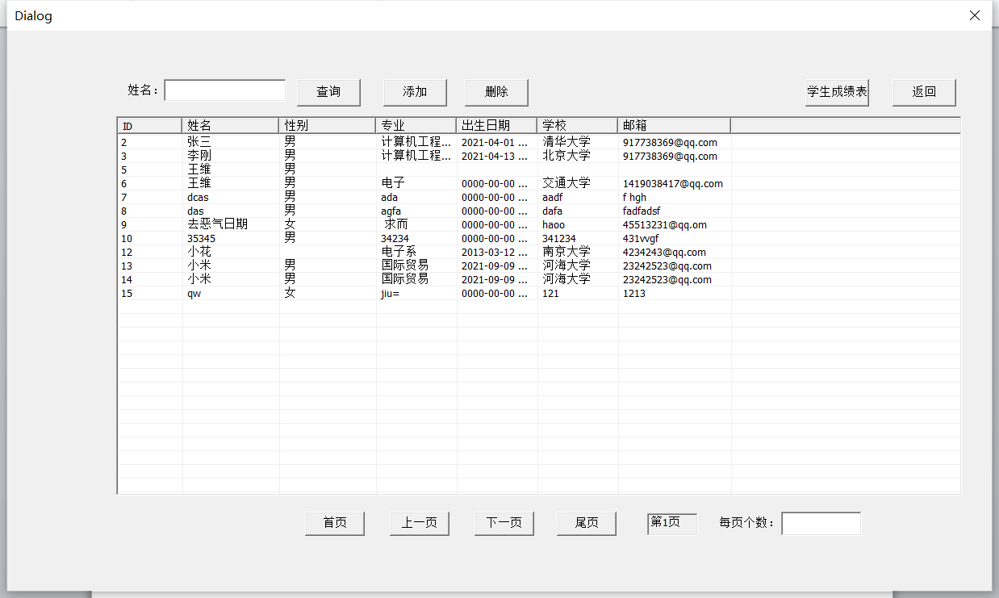 Dialog
姓名： 查询 添加 删除 学生成绩表 返回
ID 姓名 性别 专业 出生日期 学校 邮箱
2 张三 男 计算机工程... 2021-04-01 ... 清华大学 917738369@qq.com
3 李刚 男 计算机工程... 2021-04-13 ... 北京大学 917738369@qq.com
5 王维 男
6 王维 男 电子 0000-00-00 ... 交通大学 1419038417@qq.com
7 dcas 男 ada 0000-00-00 ... aadf f hgh
8 das 男 agfa 0000-00-00 ... dafa fadfadsf
9 去恶气日期 女 求而 0000-00-00 ... haoo 45513231@qq.om
10 35345 男 34234 0000-00-00 ... 341234 431vvgf
12 小花 电子系 2013-03-12 ... 南京大学 4234243@qq.com
13 小米 男 国际贸易 2021-09-09 ... 河海大学 23242523@qq.com
14 小米 男 国际贸易 2021-09-09 ... 河海大学 23242523@qq.com
15 qw 女 jiu= 0000-00-00 ... 121 1213
首页 上一页 下一页 尾页 第1页 每页个数：